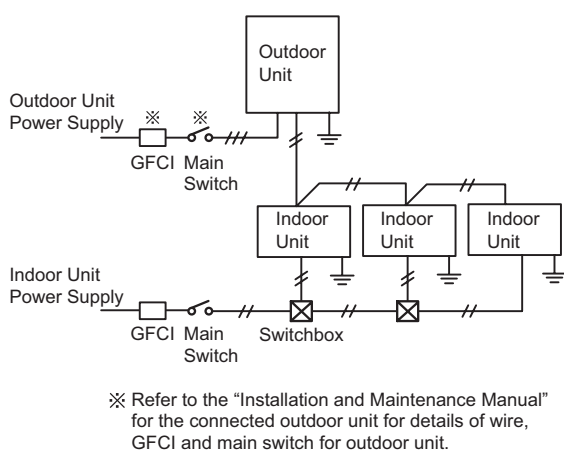 Outdoor
Unit
Outdoor Unit
Power Supply
※ ※
GFCI Main
Switch
Indoor
Unit
Indoor
Unit
Indoor
Unit
Indoor Unit
Power Supply
GFCI Main
Switch
Switchbox
※ Refer to the “Installation and Maintenance Manual”
for the connected outdoor unit for details of wire,
GFCI and main switch for outdoor unit.